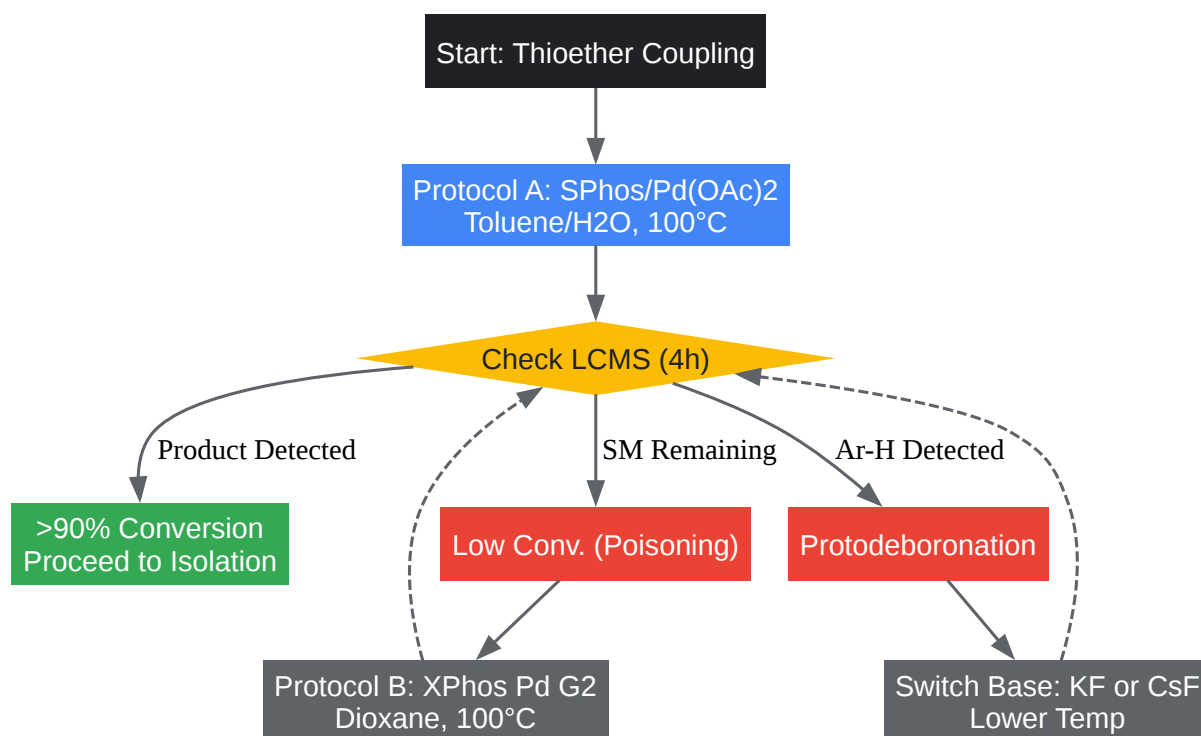 Start: Thioether Coupling
Protocol A: SPhos/Pd(OAc)2
Toluene/H2O, 100°C
Check LCMS (4h)
Product Detected
SM Remaining
Ar-H Detected
>90% Conversion
Proceed to Isolation
Low Conv. (Poisoning)
Protodeboronation
Protocol B: XPhos Pd G2
Dioxane, 100°C
Switch Base: KF or CsF
Lower Temp